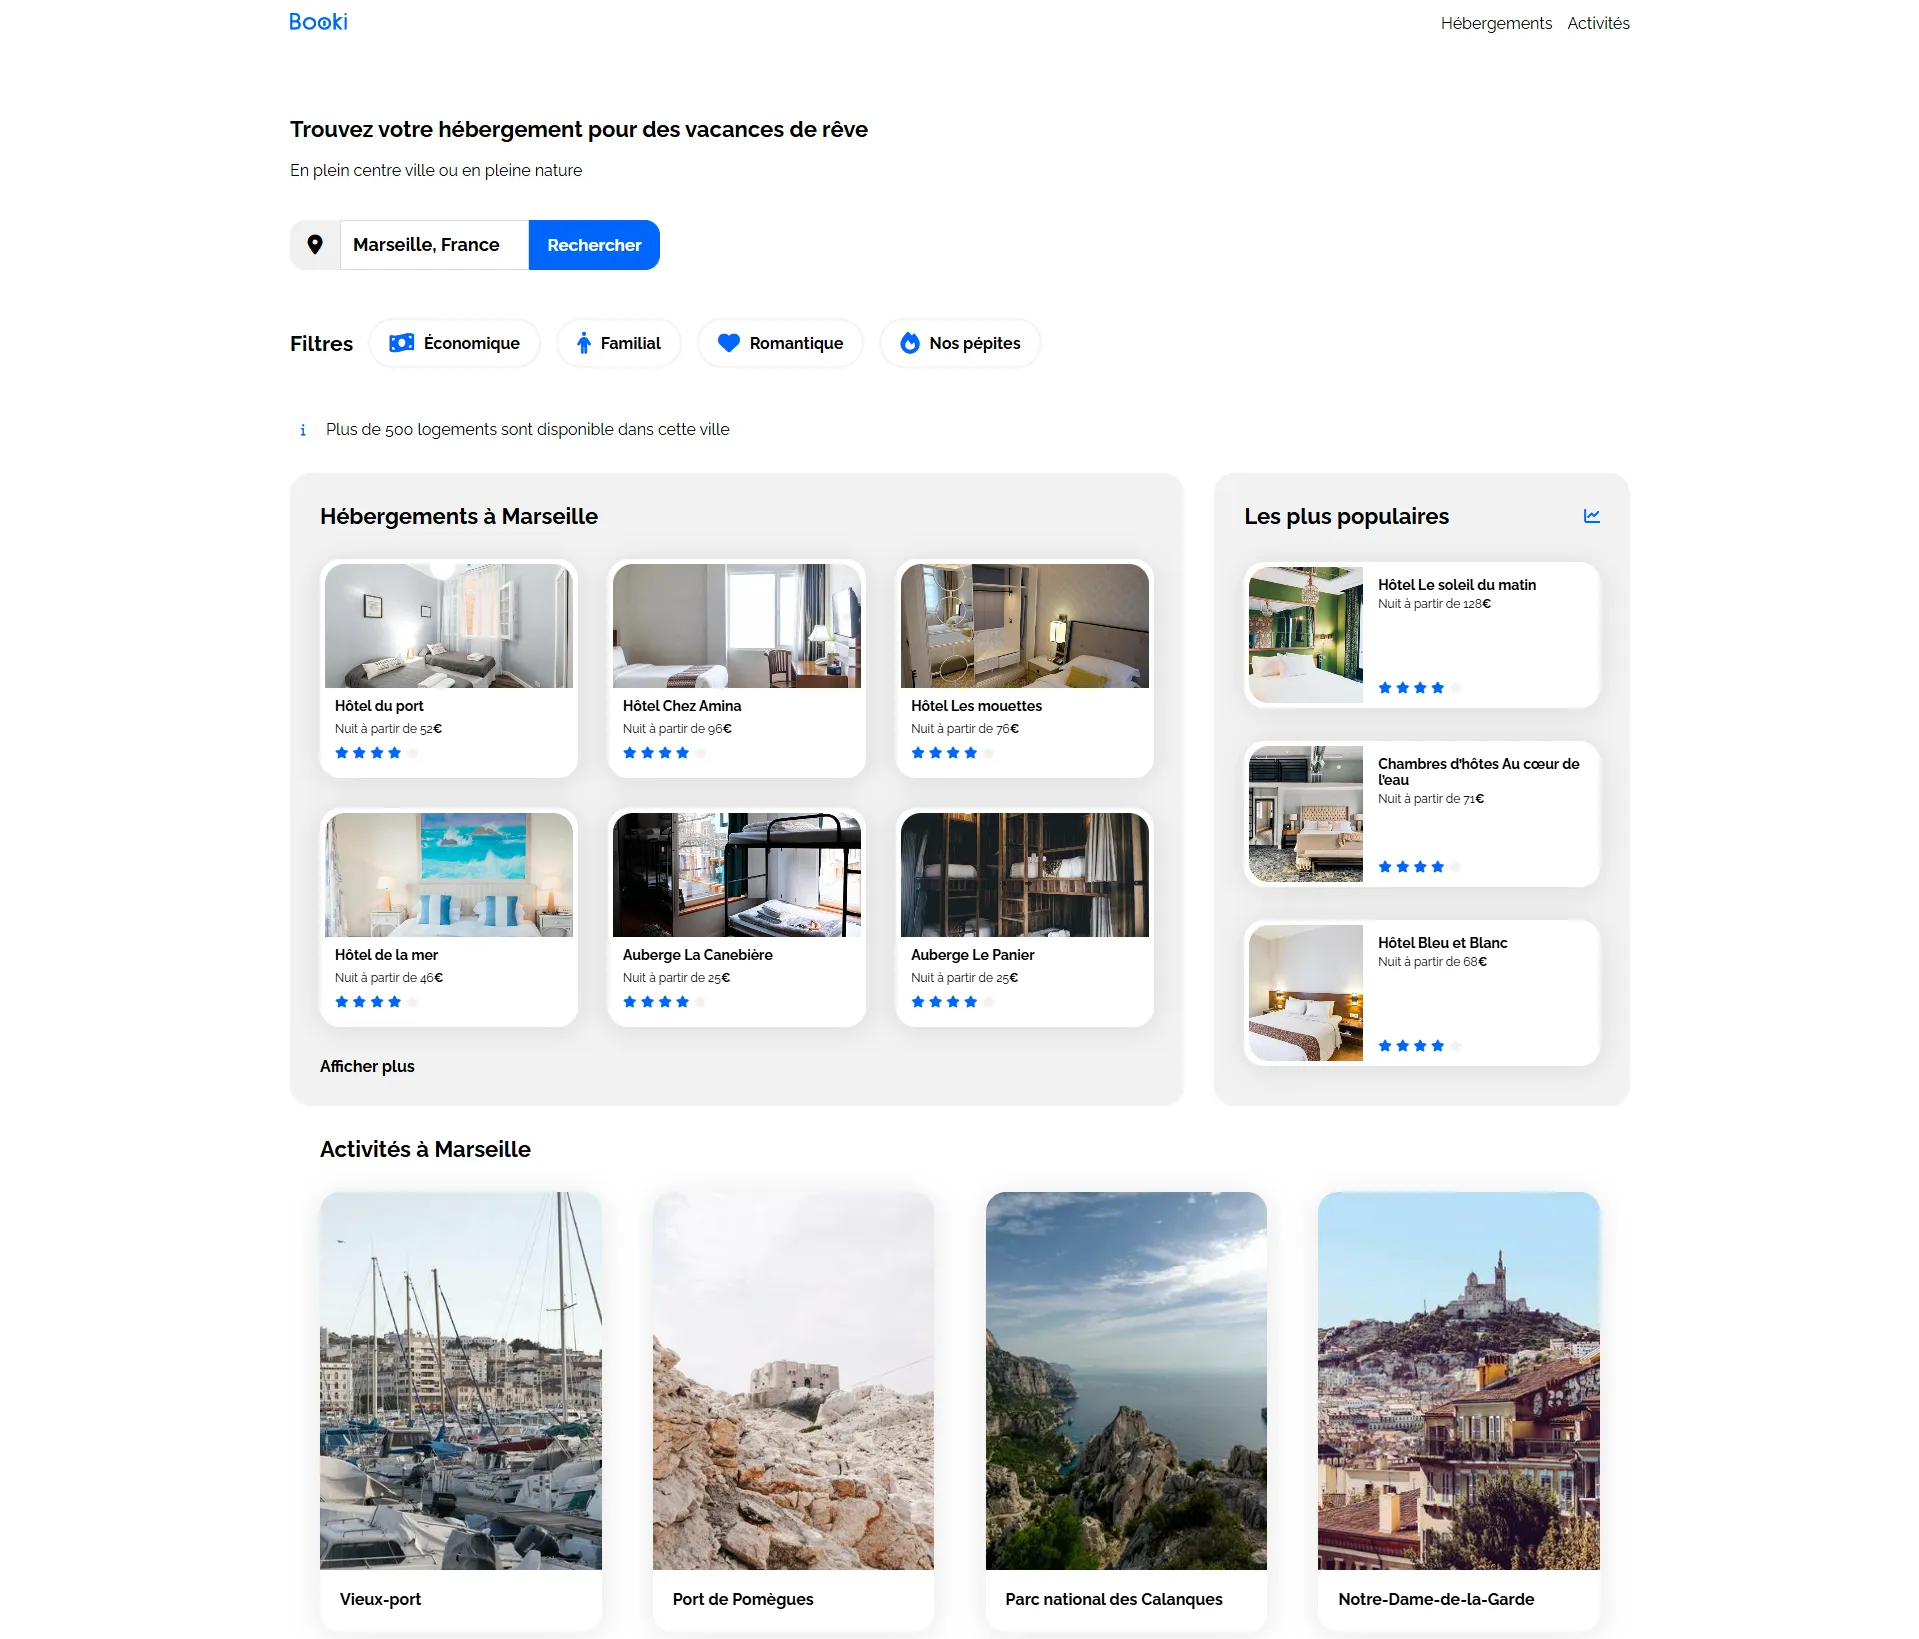 Booki
Hébergements
Activités
Trouvez votre hébergement pour des vacances de rêve
En plein centre ville ou en pleine nature
Marseille, France
Rechercher
Filtres
Économique
Familial
Romantique
Nos pépites
Plus de 500 logements sont disponible dans cette ville
Hébergements à Marseille
Hôtel du port
Nuit à partir de 52€
Hôtel Chez Amina
Nuit à partir de 96€
Hôtel Les mouettes
Nuit à partir de 76€
Hôtel de la mer
Nuit à partir de 46€
Auberge La Canebière
Nuit à partir de 25€
Auberge Le Panier
Nuit à partir de 25€
Afficher plus
Les plus populaires
Hôtel Le soleil du matin
Nuit à partir de 128€
Chambres d'hôtes Au cœur de
l'eau
Nuit à partir de 71€
Hôtel Bleu et Blanc
Nuit à partir de 68€
Activités à Marseille
Vieux-port
Port de Pomègues
Parc national des Calanques
Notre-Dame-de-la-Garde